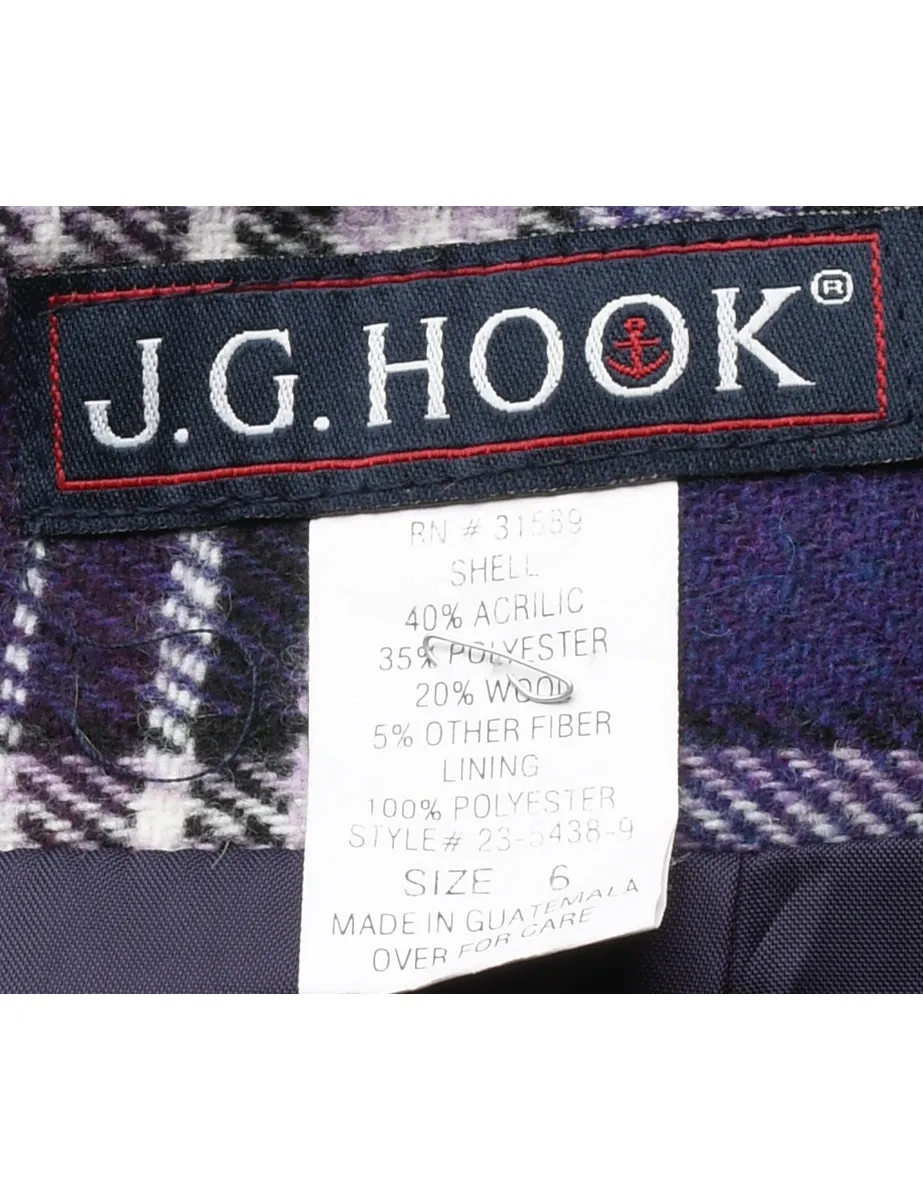 J.G. HOOK®
RN # 31589
SHELL
40% ACRILIC
35% POLYESTER
20% WOOL
5% OTHER FIBER
LINING
100% POLYESTER
STYLE# 23-5438-9
SIZE 6
MADE IN GUATEMALA
OVER FOR CARE